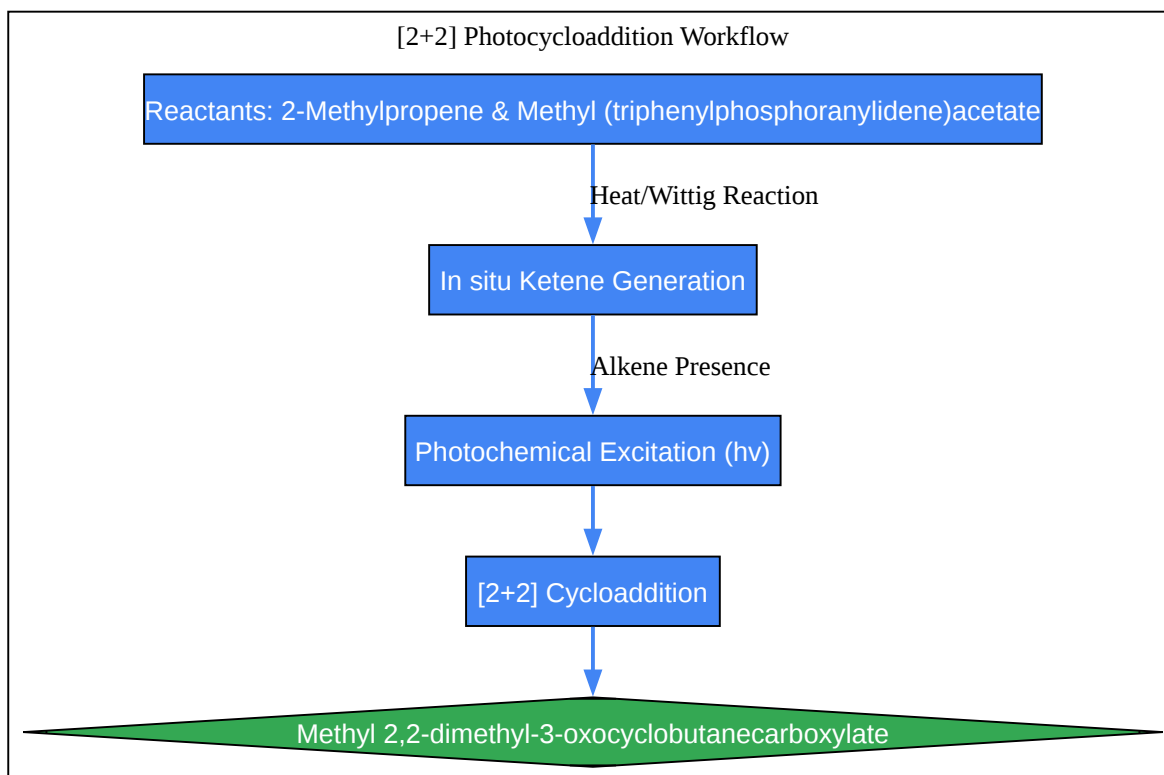 [2+2] Photocycloaddition Workflow
Reactants: 2-Methylpropene & Methyl (triphenylphosphoranylidene)acetate
Heat/Wittig Reaction
In situ Ketene Generation
Alkene Presence
Photochemical Excitation (hv)
[2+2] Cycloaddition
Methyl 2,2-dimethyl-3-oxocyclobutanecarboxylate